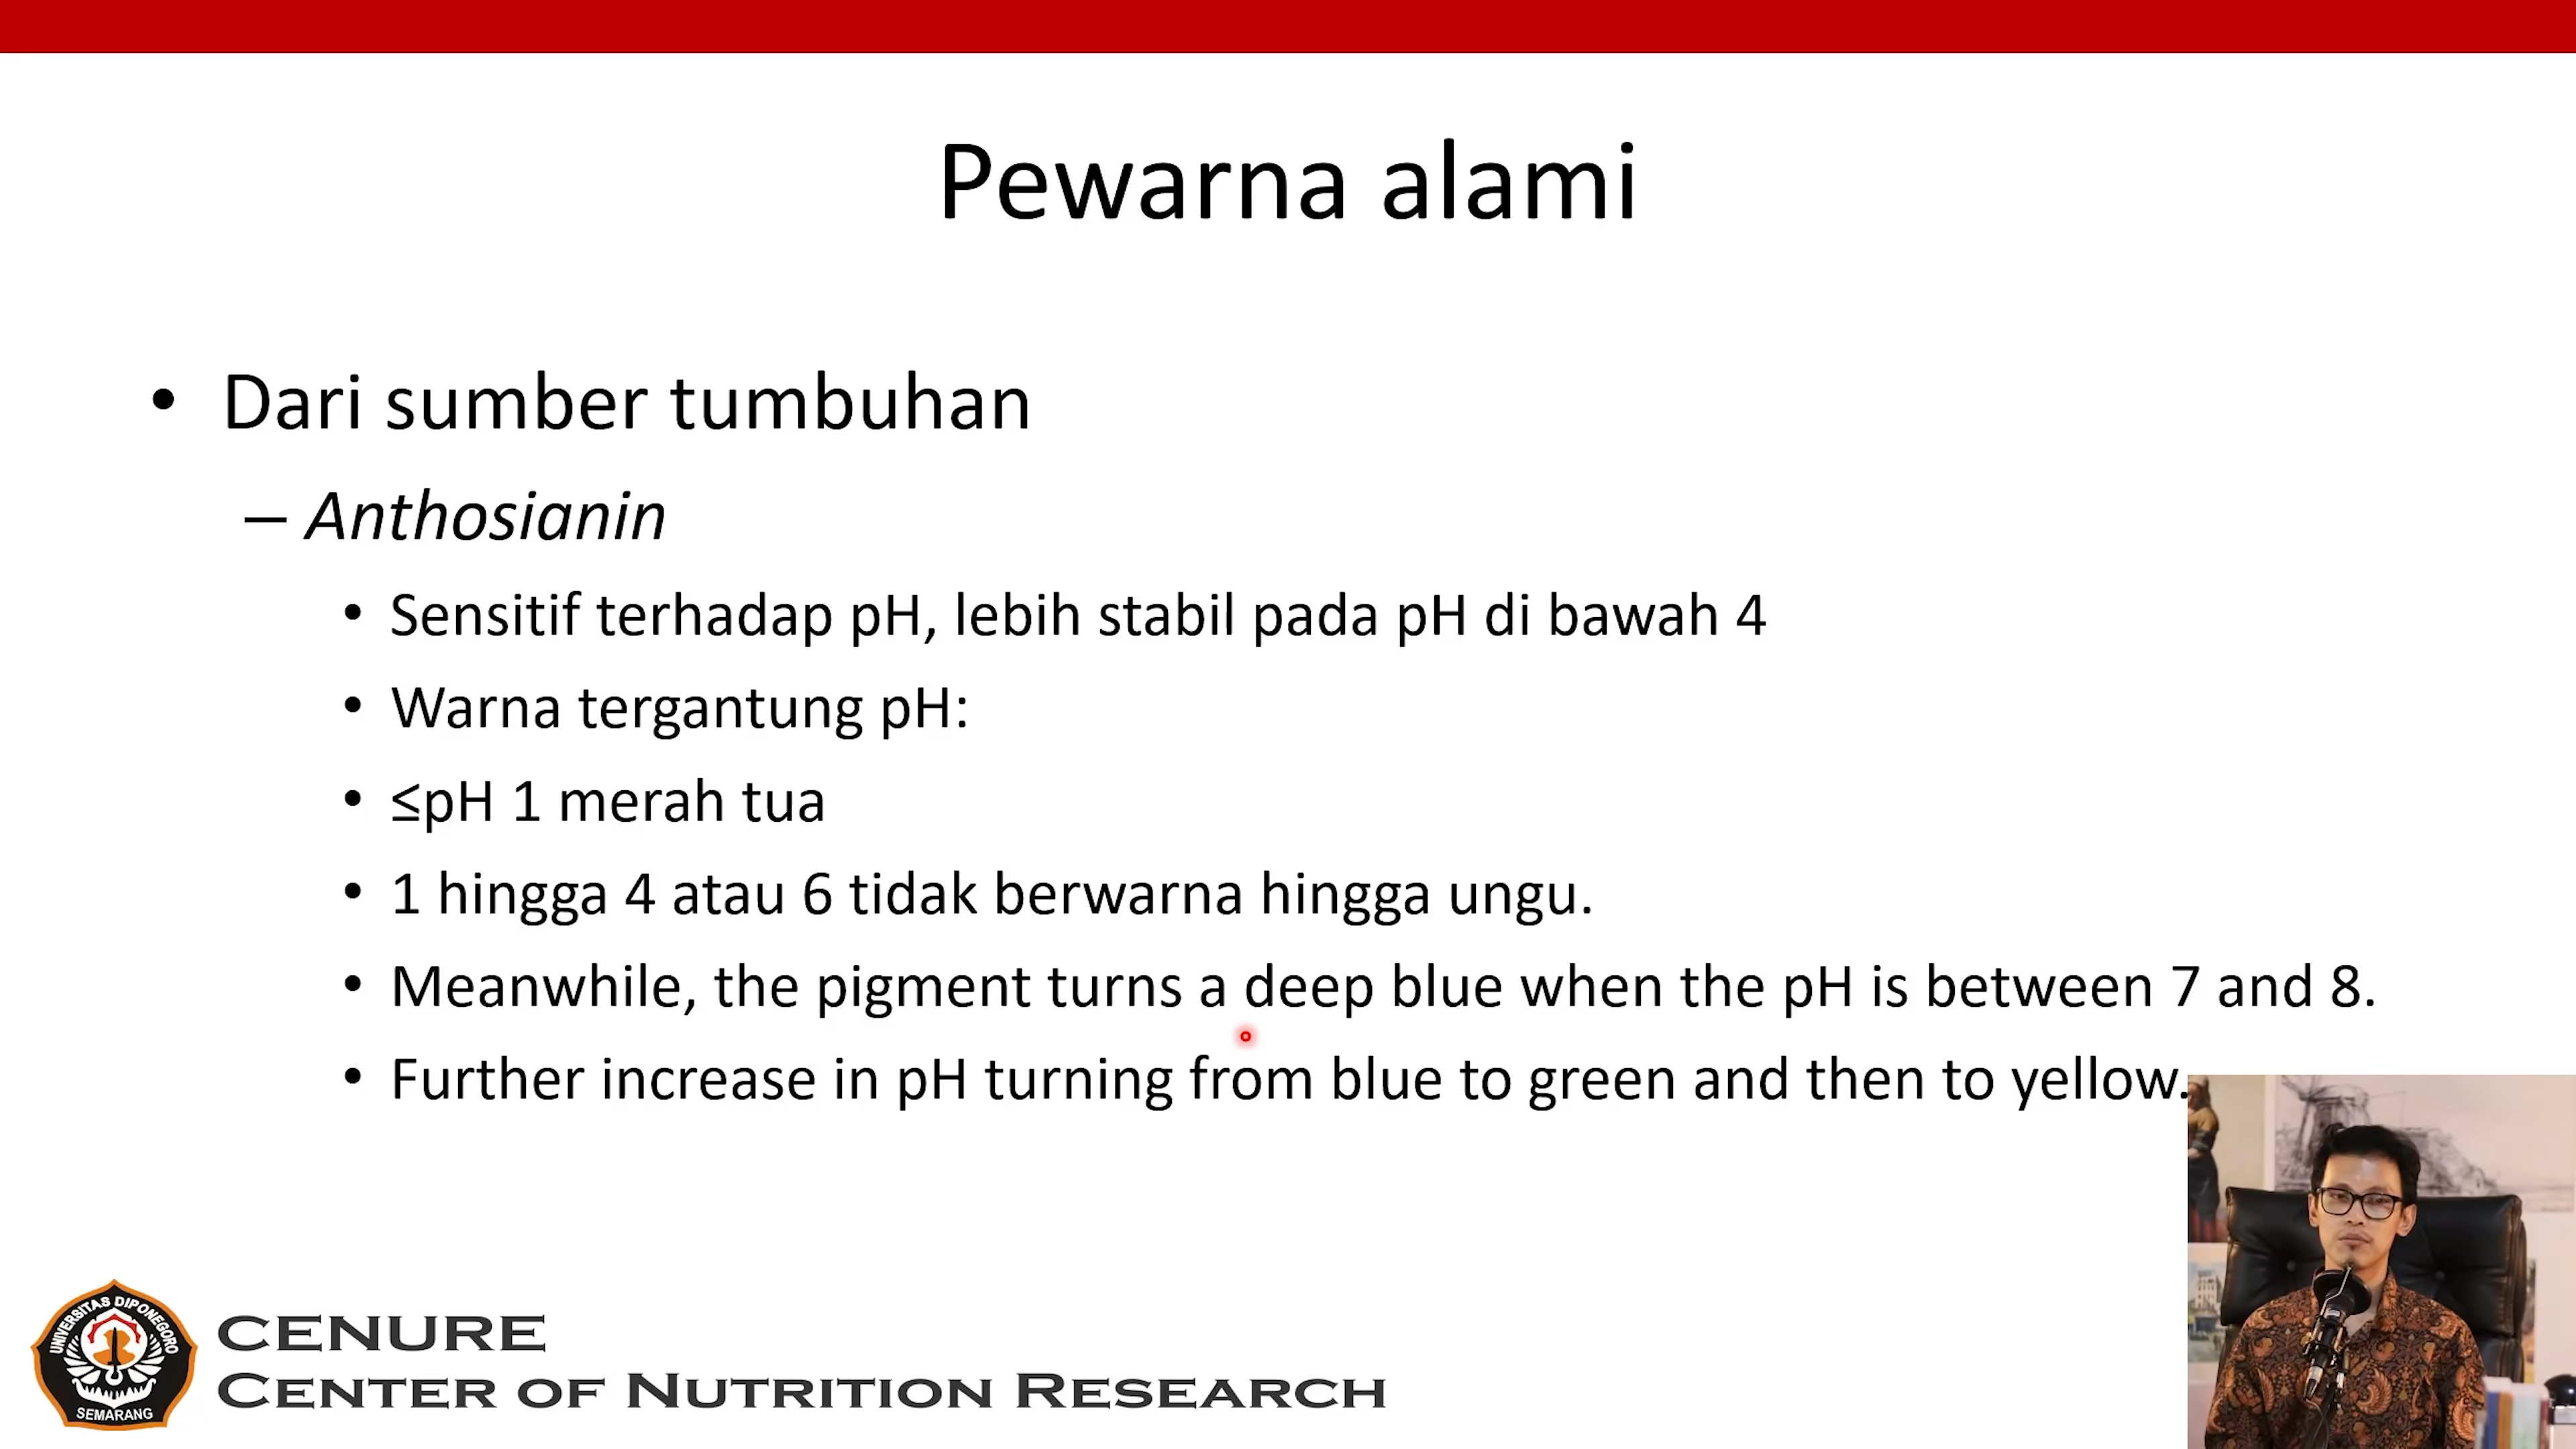 Pewarna alami
• Dari sumber tumbuhan
– Anthosianin
• Sensitif terhadap pH, lebih stabil pada pH di bawah 4
• Warna tergantung pH:
• ≤pH 1 merah tua
• 1 hingga 4 atau 6 tidak berwarna hingga ungu.
• Meanwhile, the pigment turns a deep blue when the pH is between 7 and 8.
• Further increase in pH turning from blue to green and then to yellow.
UNIVERSITAS DIPONEGORO
SEMARANG
CENURE
CENTER OF NUTRITION RESEARCH